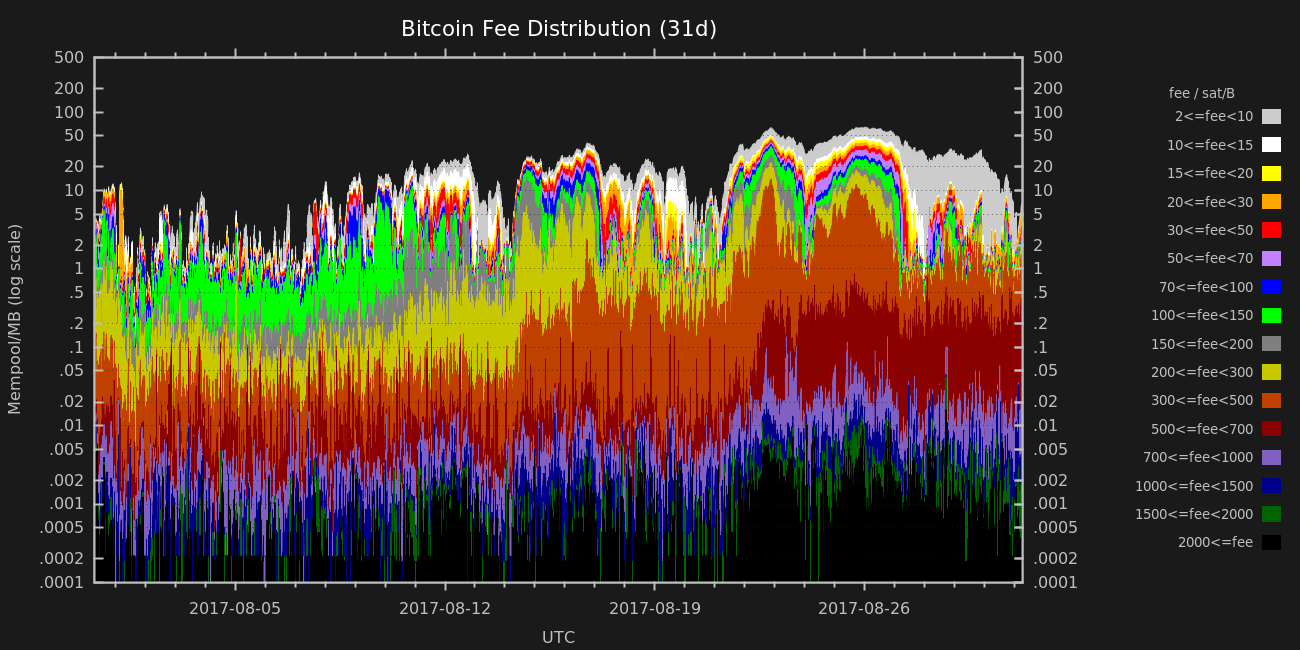 Bitcoin Fee Distribution (31d)
Mempool/MB (log scale)
500
200
100
50
20
10
5
2
1
.5
.2
.1
.05
.02
.01
.005
.002
.001
.0005
.0002
.0001
500
200
100
50
20
10
5
2
1
.5
.2
.1
.05
.02
.01
.005
.002
.001
.0005
.0002
.0001
2017-08-05
2017-08-12
2017-08-19
2017-08-26
UTC
fee / sat/B
2<=fee<10
10<=fee<15
15<=fee<20
20<=fee<30
30<=fee<50
50<=fee<70
70<=fee<100
100<=fee<150
150<=fee<200
200<=fee<300
300<=fee<500
500<=fee<700
700<=fee<1000
1000<=fee<1500
1500<=fee<2000
2000<=fee